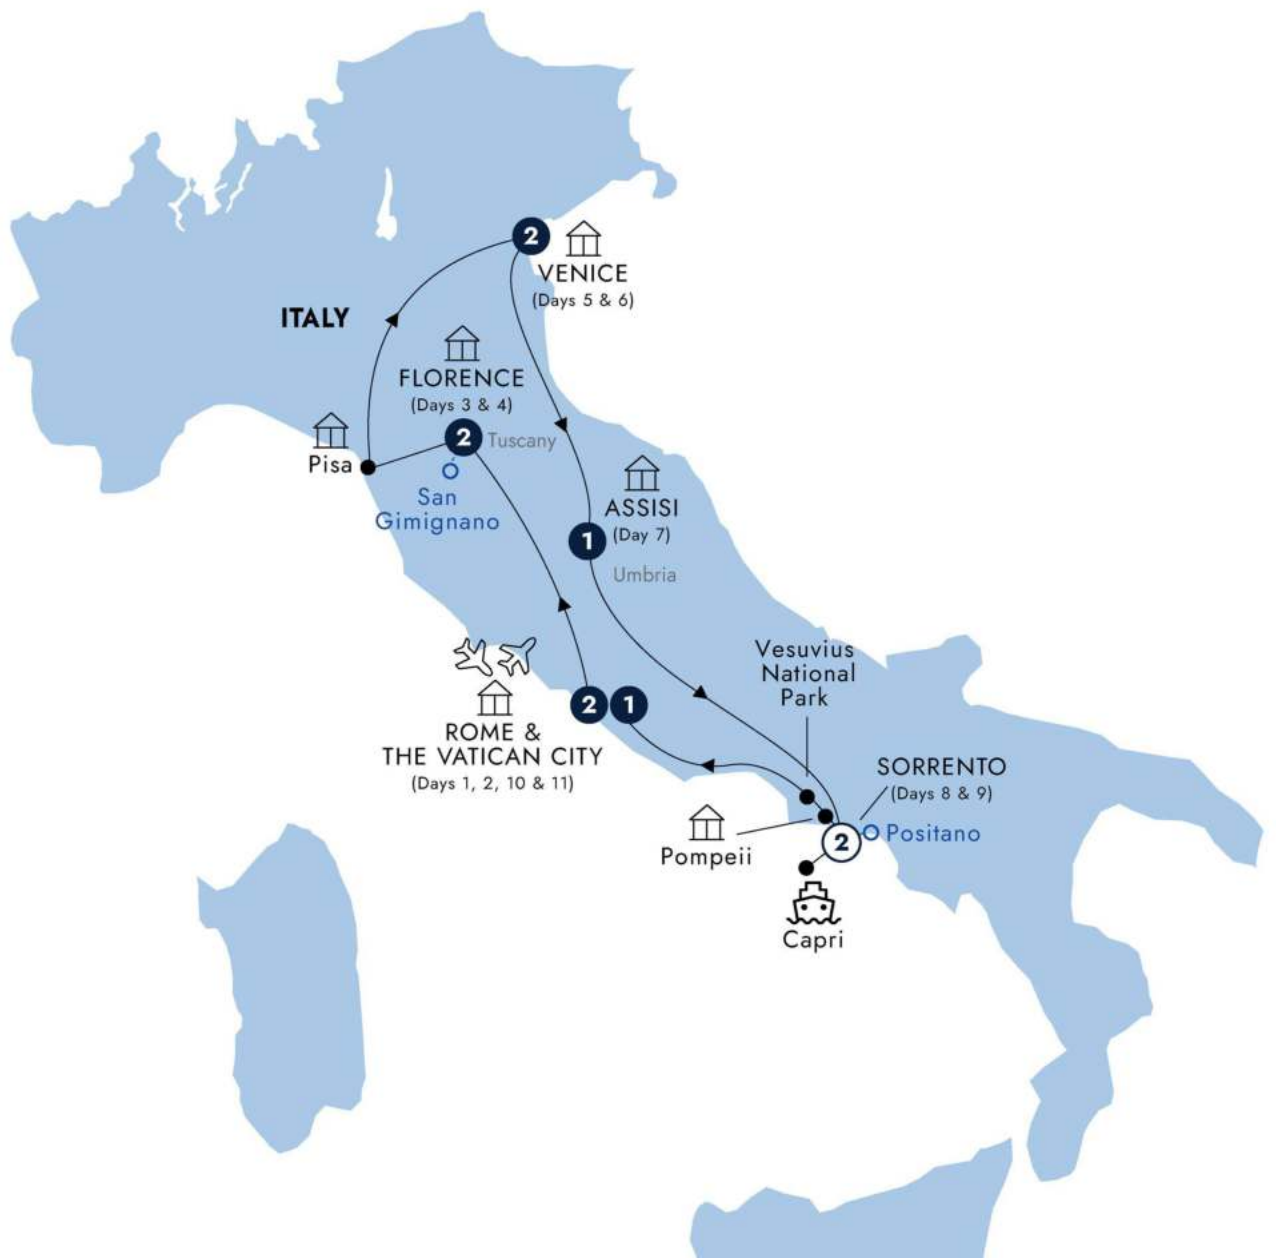 2
VENICE
(Days 5 & 6)
ITALY
FLORENCE
(Days 3 & 4)
2
Tuscany
Pisa
San
Gimignano
ASSISI
(Day 7)
1
Umbria
Vesuvius
National
Park
2
1
ROME &
THE VATICAN CITY
(Days 1, 2, 10 & 11)
SORRENTO
(Days 8 & 9)
Positano
2
Pompeii
Capri